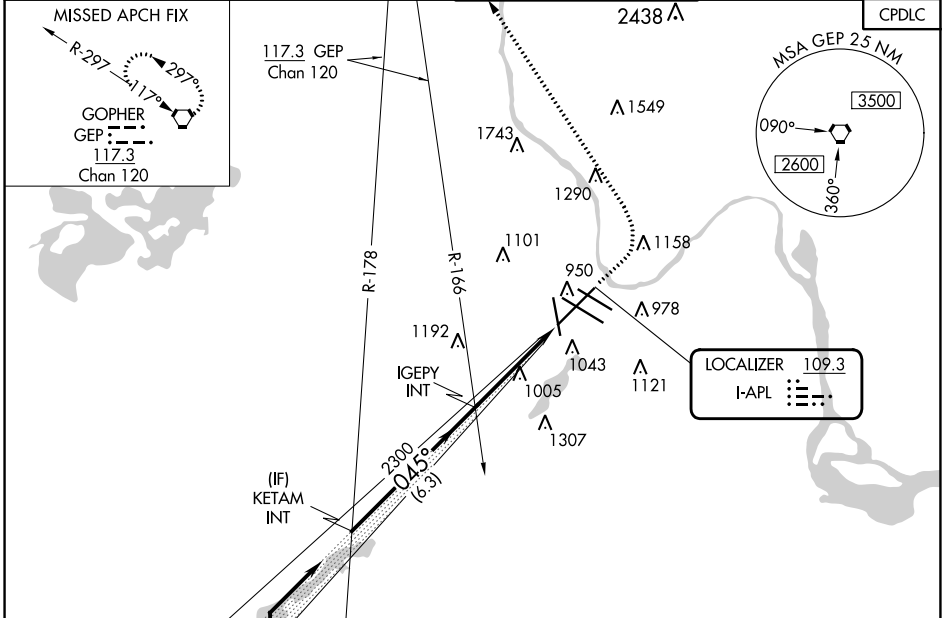 MISSED APCH FIX
R-297
297°
117°
GOPHER
GEP
117.3
Chan 120
117.3 GEP
Chan 120
2438
CPDLC
MSA GEP 25 NM
3500
090°
2600
360°
1549
1743
1290
1101
1158
950
978
R-178
R-166
1192
1043
1005
1121
1307
LOCALIZER 109.3
I-APL
IGEPY
INT
2300
045°
(6.3)
(IF)
KETAM
INT